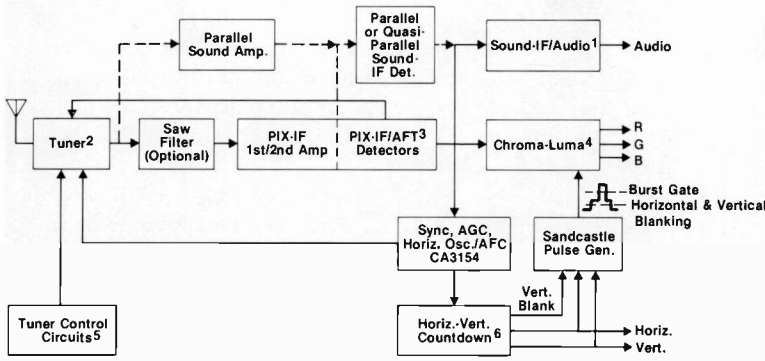 Parallel
Sound Amp.
Parallel
or Quasi-
Parallel
Sound-
IF Det.
Sound-IF/Audio1
Audio
Tuner2
Saw
Filter
(Optional)
PIX-IF
1st/2nd Amp
PIX-IF/AFT3
Detectors
Chroma-Luma4
R
G
B
Burst Gate
Horizontal & Vertical
Blanking
Sync, AGC,
Horiz. Osc./AFC
CA3154
Sandcastle
Pulse Gen.
Vert.
Blank
Tuner Control
Circuits5
Horiz.-Vert.
Countdown6
Horiz.
Vert.